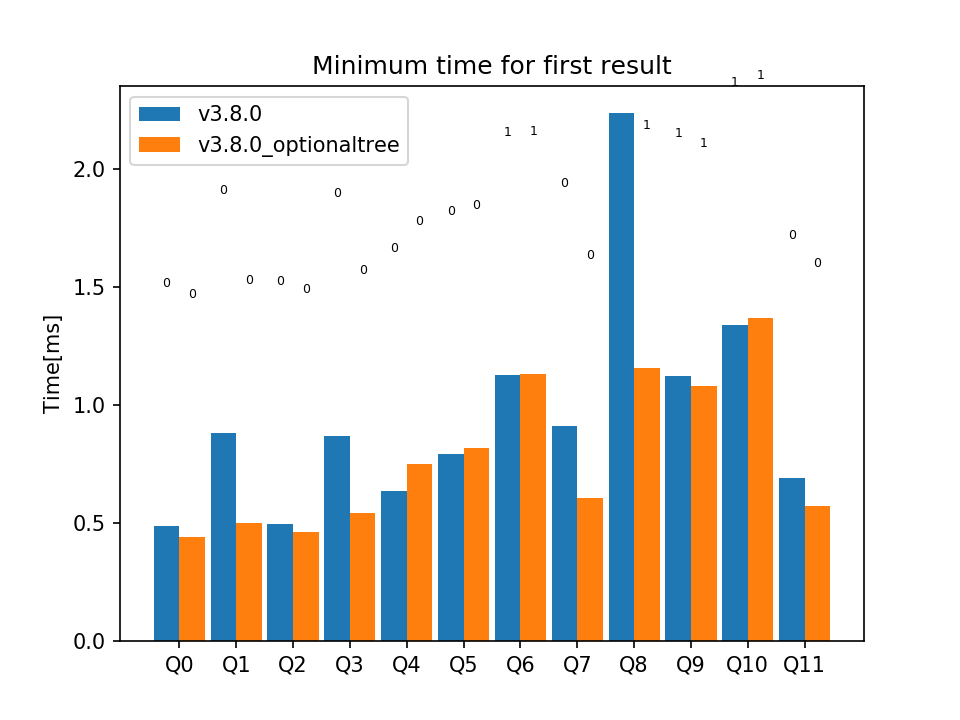 Minimum time for first result
v3.8.0
v3.8.0_optionaltree
Time[ms]
2.0
1.5
1.0
0.5
0.0
0 0 0 0 0 0 0 0 0 0 0 0 1 1 0 0 1 1 1 1 1 0 0
Q0 Q1 Q2 Q3 Q4 Q5 Q6 Q7 Q8 Q9 Q10 Q11